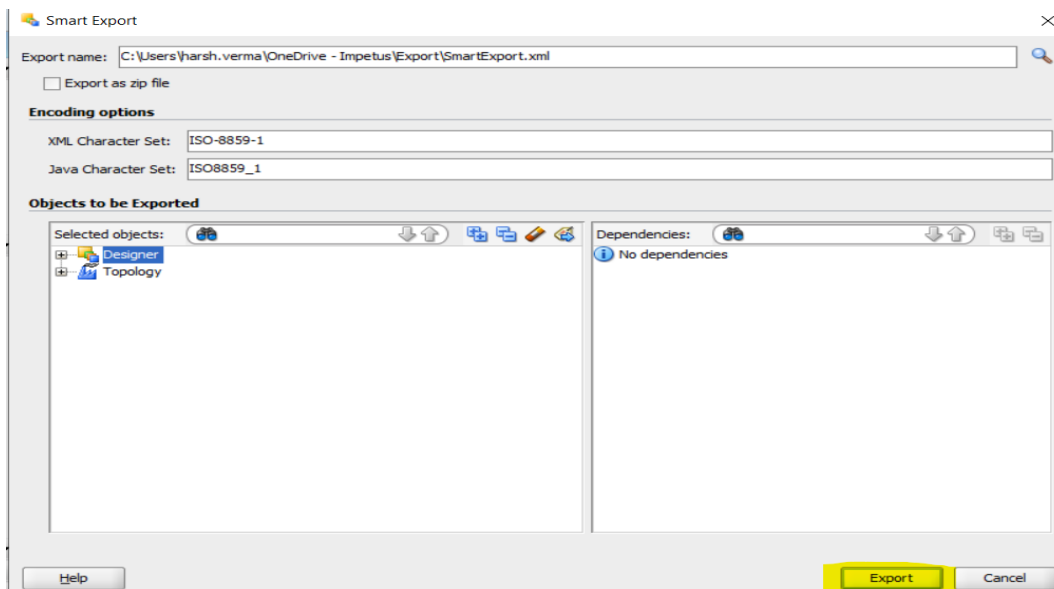 Smart Export
Export name: C:\Users\harsh.verma\OneDrive - Impetus\Export\SmartExport.xml
Export as zip file
Encoding options
XML Character Set: ISO-8859-1
Java Character Set: ISO8859_1
Objects to be Exported
Selected objects: Dependencies:
Designer No dependencies
Topology
Help Export Cancel